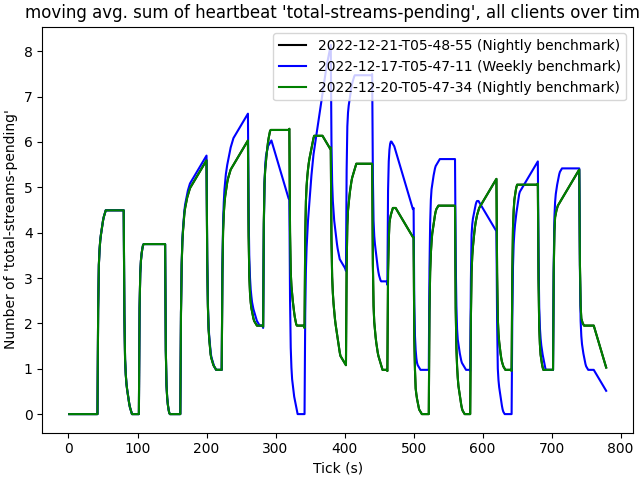 moving avg. sum of heartbeat 'total-streams-pending', all clients over tim
2022-12-21-T05-48-55 (Nightly benchmark)
2022-12-17-T05-47-11 (Weekly benchmark)
2022-12-20-T05-47-34 (Nightly benchmark)
Number of 'total-streams-pending'
8
7
6
5
4
3
2
1
0
0 100 200 300 400 500 600 700 800
Tick (s)